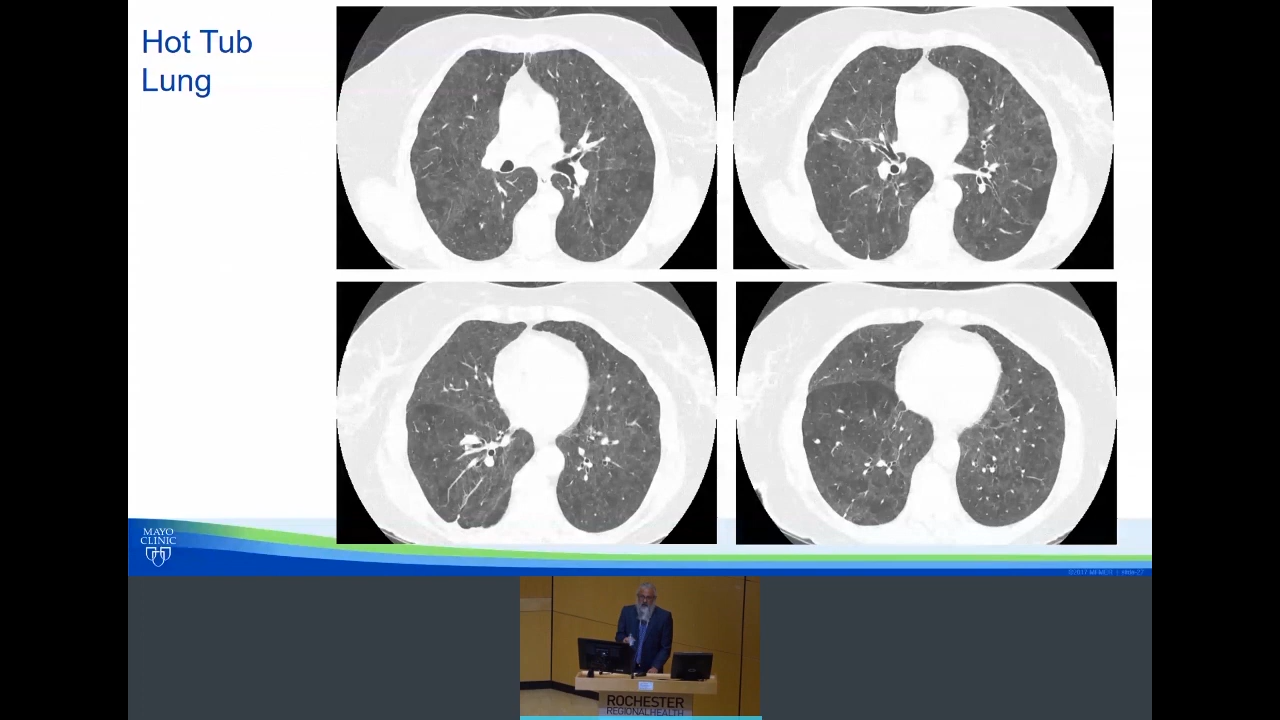 Hot Tub
Lung
MAYO
CLINIC
ROCHESTER
REGIONAL HEALTH